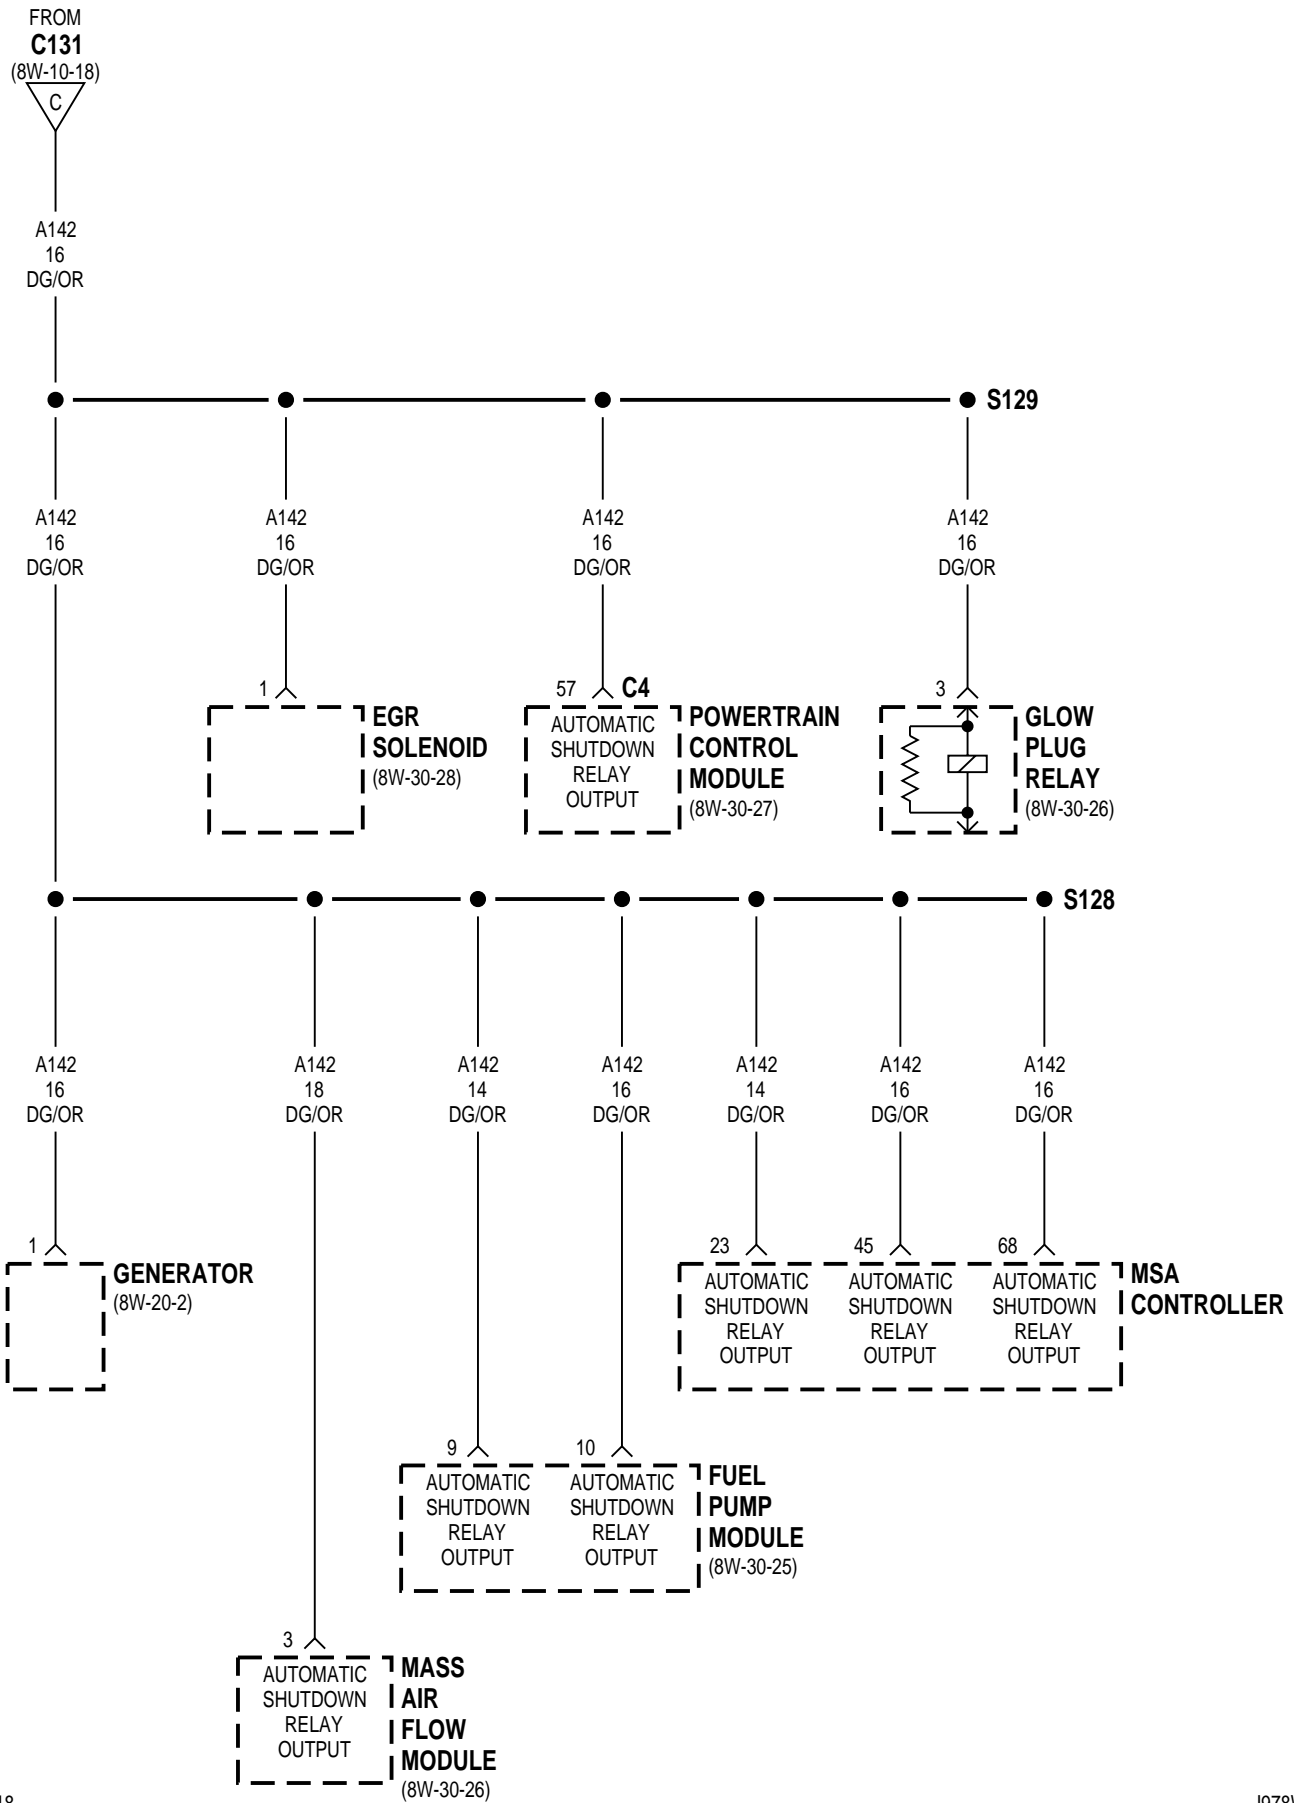 FROM
C131
(8W-10-18)
C
A142
16
DG/OR
S129
A142
16
DG/OR
A142
16
DG/OR
A142
16
DG/OR
A142
16
DG/OR
1
EGR
SOLENOID
(8W-30-28)
57
C4
AUTOMATIC
SHUTDOWN
RELAY
OUTPUT
POWERTRAIN
CONTROL
MODULE
(8W-30-27)
3
GLOW
PLUG
RELAY
(8W-30-26)
S128
A142
16
DG/OR
A142
18
DG/OR
A142
14
DG/OR
A142
16
DG/OR
A142
14
DG/OR
A142
16
DG/OR
A142
16
DG/OR
1
GENERATOR
(8W-20-2)
23
AUTOMATIC
SHUTDOWN
RELAY
OUTPUT
45
AUTOMATIC
SHUTDOWN
RELAY
OUTPUT
68
AUTOMATIC
SHUTDOWN
RELAY
OUTPUT
MSA
CONTROLLER
9
AUTOMATIC
SHUTDOWN
RELAY
OUTPUT
10
AUTOMATIC
SHUTDOWN
RELAY
OUTPUT
FUEL
PUMP
MODULE
(8W-30-25)
3
AUTOMATIC
SHUTDOWN
RELAY
OUTPUT
MASS
AIR
FLOW
MODULE
(8W-30-26)